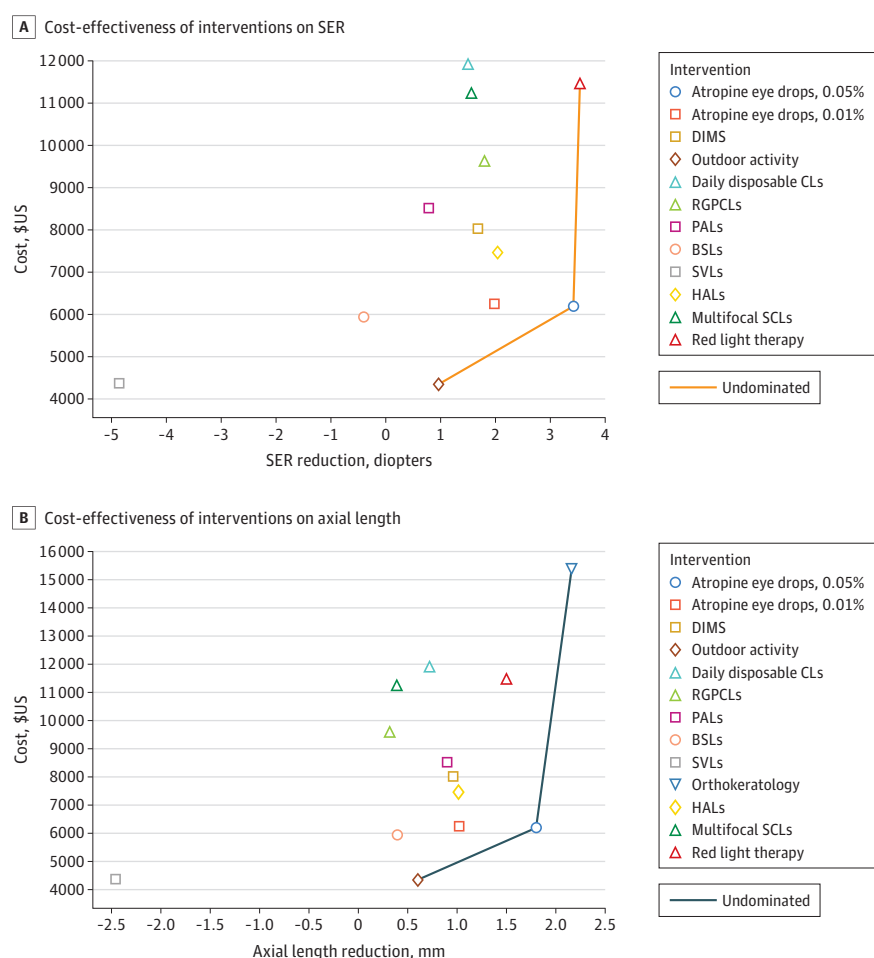 A Cost-effectiveness of interventions on SER
12000
11000
10000
9000
8000
7000
6000
5000
4000
Cost, $US
-5 -4 -3 -2 -1 0 1 2 3 4
SER reduction, diopters
Intervention
Atropine eye drops, 0.05%
Atropine eye drops, 0.01%
DIMS
Outdoor activity
Daily disposable CLs
RGPCLs
PALs
BSLs
SVLs
HALs
Multifocal SCLs
Red light therapy
Undominated
B Cost-effectiveness of interventions on axial length
16000
15000
14000
13000
12000
11000
10000
9000
8000
7000
6000
5000
4000
Cost, $US
-2.5 -2.0 -1.5 -1.0 -0.5 0 0.5 1.0 1.5 2.0 2.5
Axial length reduction, mm
Intervention
Atropine eye drops, 0.05%
Atropine eye drops, 0.01%
DIMS
Outdoor activity
Daily disposable CLs
RGPCLs
PALs
BSLs
SVLs
Orthokeratology
HALs
Multifocal SCLs
Red light therapy
Undominated